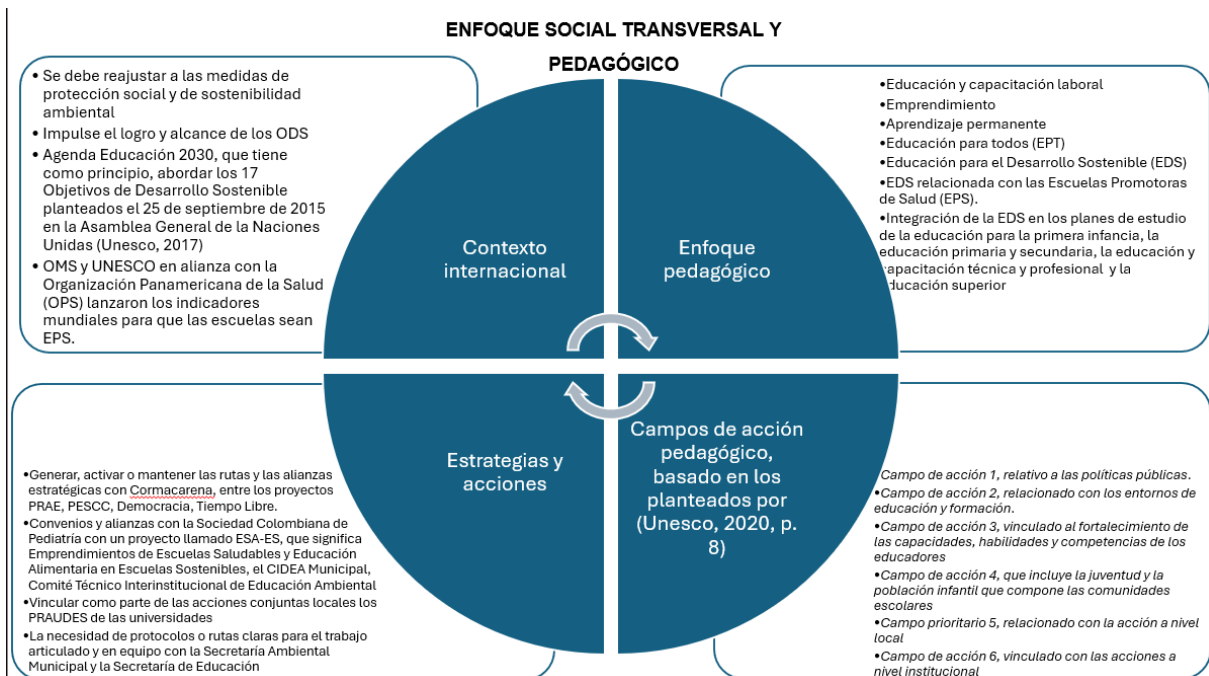 ENFOQUE SOCIAL TRANSVERSAL Y
PEDAGÓGICO
• Se debe reajustar a las medidas de
protección social y de sostenibilidad
ambiental
• Impulse el logro y alcance de los ODS
• Agenda Educación 2030, que tiene
como principio, abordar los 17
Objetivos de Desarrollo Sostenible
planteados el 25 de septiembre de 2015
en la Asamblea General de la Naciones
Unidas (Unesco, 2017)
• OMS y UNESCO en alianza con la
Organización Panamericana de la Salud
(OPS) lanzaron los indicadores
mundiales para que las escuelas sean
EPS.
Contexto
internacional
Enfoque
pedagógico
•Educación y capacitación laboral
•Emprendimiento
•Aprendizaje permanente
•Educación para todos (EPT)
•Educación para el Desarrollo Sostenible (EDS)
•EDS relacionada con las Escuelas Promotoras
de Salud (EPS).
•Integración de la EDS en los planes de estudio
de la educación para la primera infancia, la
educación primaria y secundaria, la educación y
capacitación técnica y profesional y la
educación superior
•Generar, activar o mantener las rutas y las alianzas
estratégicas con Cormacarena, entre los proyectos
PRAE, PESCC, Democracia, Tiempo Libre.
•Convenios y alianzas con la Sociedad Colombiana de
Pediatría con un proyecto llamado ESA-ES, que significa
Emprendimientos de Escuelas Saludables y Educación
Alimentaria en Escuelas Sostenibles, el CIDEA Municipal,
Comité Técnico Interinstitucional de Educación Ambiental
•Vincular como parte de las acciones conjuntas locales los
PRAUDES de las universidades
•La necesidad de protocolos o rutas claras para el trabajo
articulado y en equipo con la Secretaría Ambiental
Municipal y la Secretaría de Educación
Estrategias y
acciones
Campos de acción
pedagógico,
basado en los
planteados por
(Unesco, 2020, p.
8)
Campo de acción 1, relativo a las políticas públicas.
•Campo de acción 2, relacionado con los entornos de
educación y formación.
•Campo de acción 3, vinculado al fortalecimiento de
las capacidades, habilidades y competencias de los
educadores
•Campo de acción 4, que incluye la juventud y la
población infantil que compone las comunidades
escolares
•Campo prioritario 5, relacionado con la acción a nivel
local
•Campo de acción 6, vinculado con las acciones a
nivel institucional